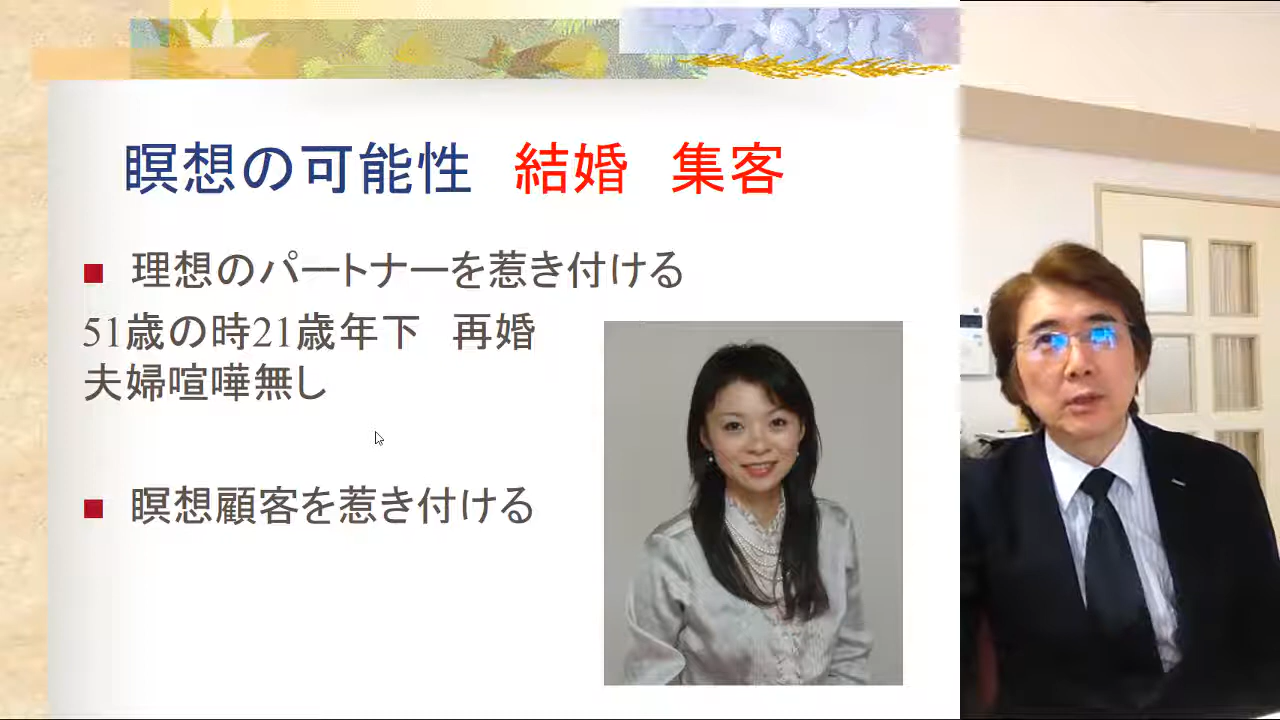 瞑想の可能性　結婚　集客
理想のパートナーを惹き付ける
51歳の時21歳年下　再婚
夫婦喧嘩無し
瞑想顧客を惹き付ける